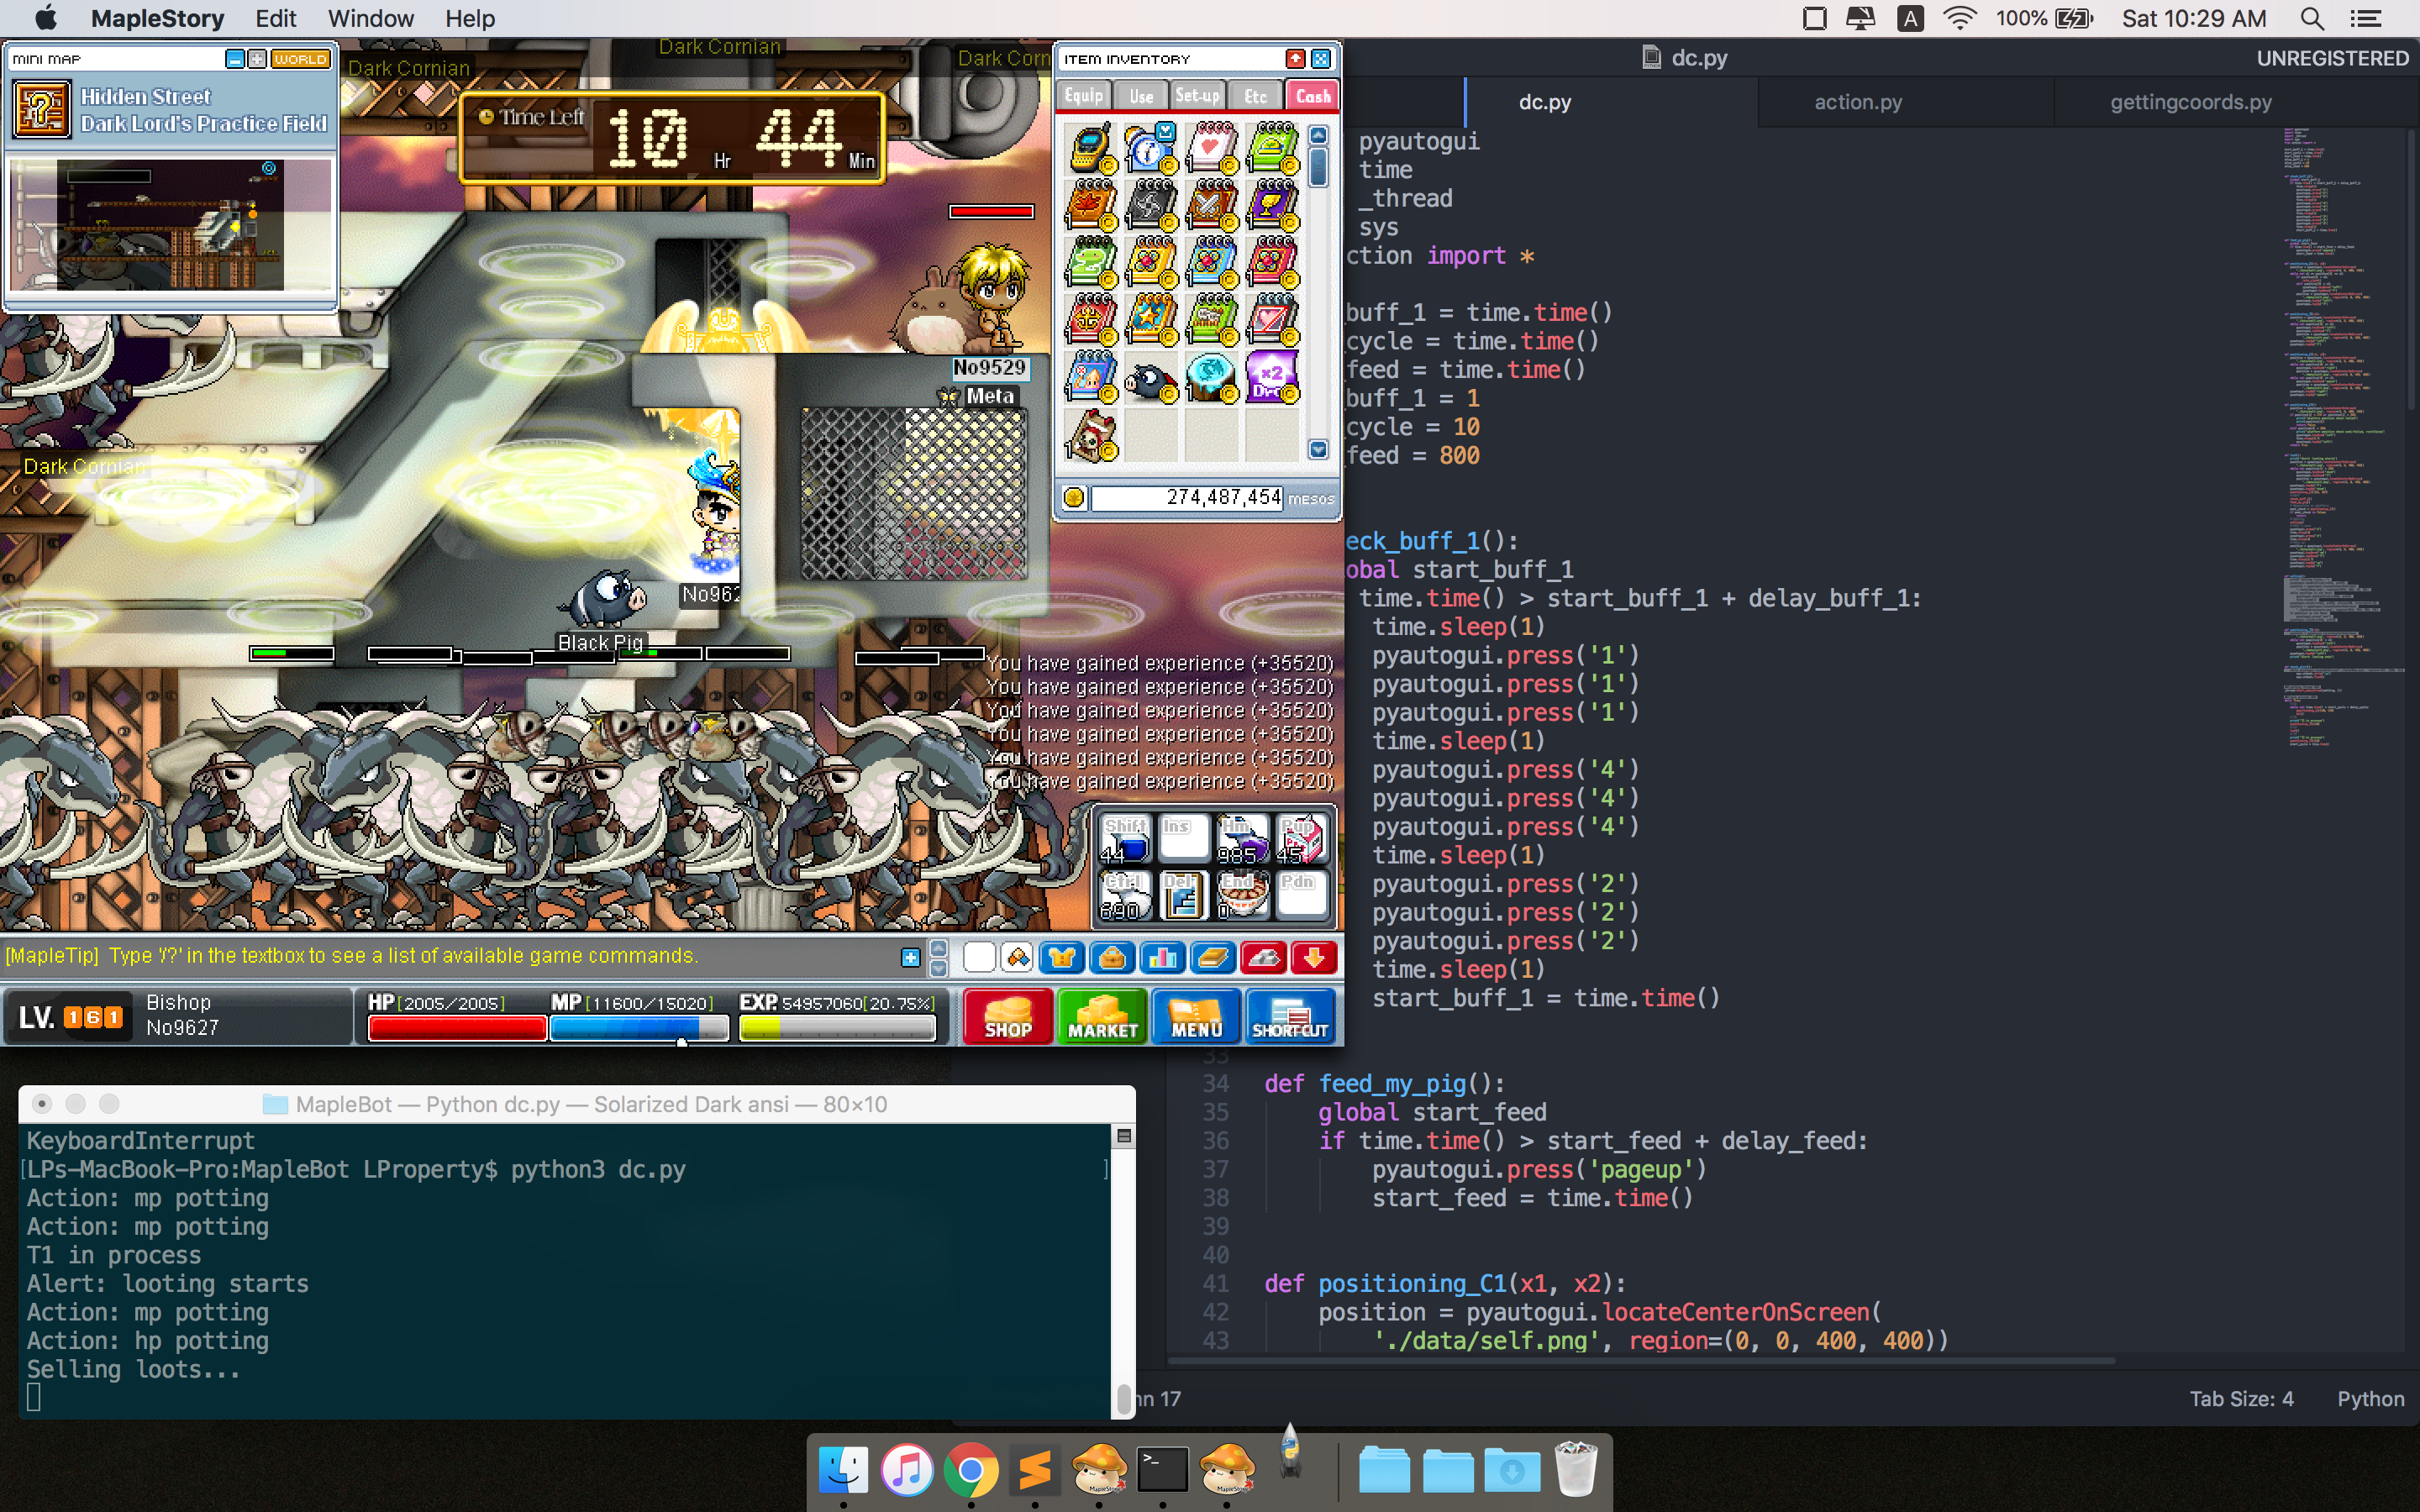 MapleStory Edit Window Help
A 100% Sat 10:29 AM
MINI MAP WORLD
Hidden Street
Dark Lord's Practice Field
Dark Cornian
Dark Cornian
Dark Corn
Time Left 10 Hr 44 Min
ITEM INVENTORY
Equip Use Set-up Etc Cash
274,487,454 MESOS
No9529
Meta
Dark Cornian
No962
Black Pig
You have gained experience (+35520)
You have gained experience (+35520)
You have gained experience (+35520)
You have gained experience (+35520)
You have gained experience (+35520)
You have gained experience (+35520)
Shift Ins Hm Pup
44 985 45
Ctrl Del End Pdn
690 0
[MapleTip] Type '/?' in the textbox to see a list of available game commands.
LV. 161 Bishop
No9627
HP[2005/2005] MP[11600/15020] EXP. 54957060[20.75%]
SHOP MARKET MENU SHORTCUT
dc.py UNREGISTERED
dc.py action.py gettingcoords.py
pyautogui
time
_thread
sys
ction import *
buff_1 = time.time()
cycle = time.time()
feed = time.time()
buff_1 = 1
cycle = 10
feed = 800
eck_buff_1():
obal start_buff_1
time.time() > start_buff_1 + delay_buff_1:
time.sleep(1)
pyautogui.press('1')
pyautogui.press('1')
pyautogui.press('1')
time.sleep(1)
pyautogui.press('4')
pyautogui.press('4')
pyautogui.press('4')
time.sleep(1)
pyautogui.press('2')
pyautogui.press('2')
pyautogui.press('2')
time.sleep(1)
start_buff_1 = time.time()
33
34 def feed_my_pig():
35 global start_feed
36 if time.time() > start_feed + delay_feed:
37 pyautogui.press('pageup')
38 start_feed = time.time()
39
40
41 def positioning_C1(x1, x2):
42 position = pyautogui.locateCenterOnScreen(
43 './data/self.png', region=(0, 0, 400, 400))
nn 17 Tab Size: 4 Python
MapleBot — Python dc.py — Solarized Dark ansi — 80×10
KeyboardInterrupt
[LPs-MacBook-Pro:MapleBot LProperty$ python3 dc.py ]
Action: mp potting
Action: mp potting
T1 in process
Alert: looting starts
Action: mp potting
Action: hp potting
Selling loots...